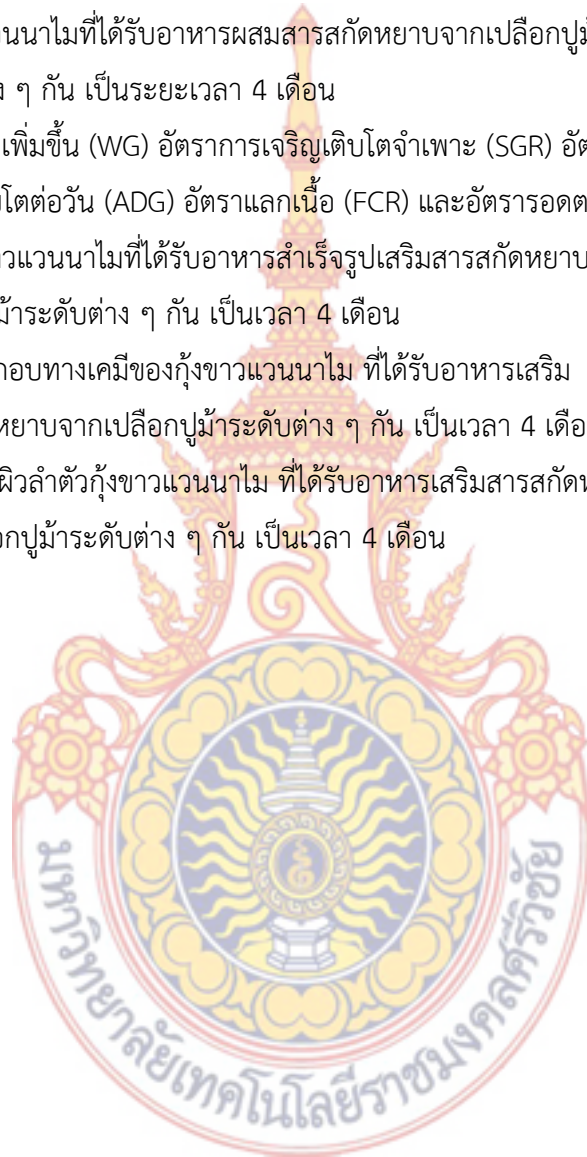 วนนาไมที่ได้รับอาหารผสมสารสกัดหยาบจากเปลือกปูม้
ง ๆ กัน เป็นระยะเวลา 4 เดือน
เพิ่มขึ้น (WG) อัตราการเจริญเติบโตจำเพาะ (SGR) อัต
โตต่อวัน (ADG) อัตราแลกเนื้อ (FCR) และอัตรารอดต
าวแวนนาไมที่ได้รับอาหารสำเร็จรูปเสริมสารสกัดหยาบ
ม้าระดับต่าง ๆ กัน เป็นเวลา 4 เดือน
กอบทางเคมีของกุ้งขาวแวนนาไม ที่ได้รับอาหารเสริม
หยาบจากเปลือกปูม้าระดับต่าง ๆ กัน เป็นเวลา 4 เดือ
ผิวลำตัวกุ้งขาวแวนนาไม ที่ได้รับอาหารเสริมสารสกัดห
อกปูม้าระดับต่าง ๆ กัน เป็นเวลา 4 เดือน
มหาวิทยาลัยเทคโนโลยีราชมงคลศรีวิชัย